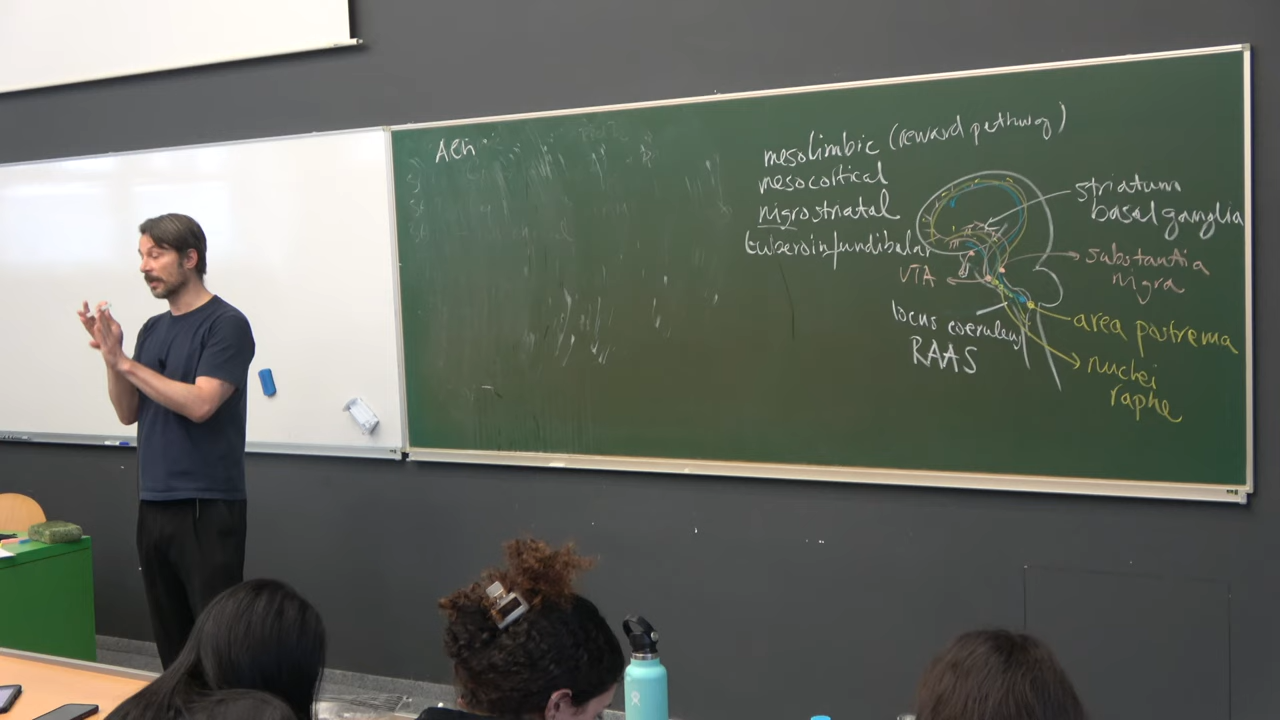 ACh
mesolimbic (reward pathway)
mesocortical
nigrostriatal
tuberoinfundibular
striatum
basal ganglia
substantia
nigra
VTA
locus coeruleus
RAAS
area postrema
nuclei
raphe